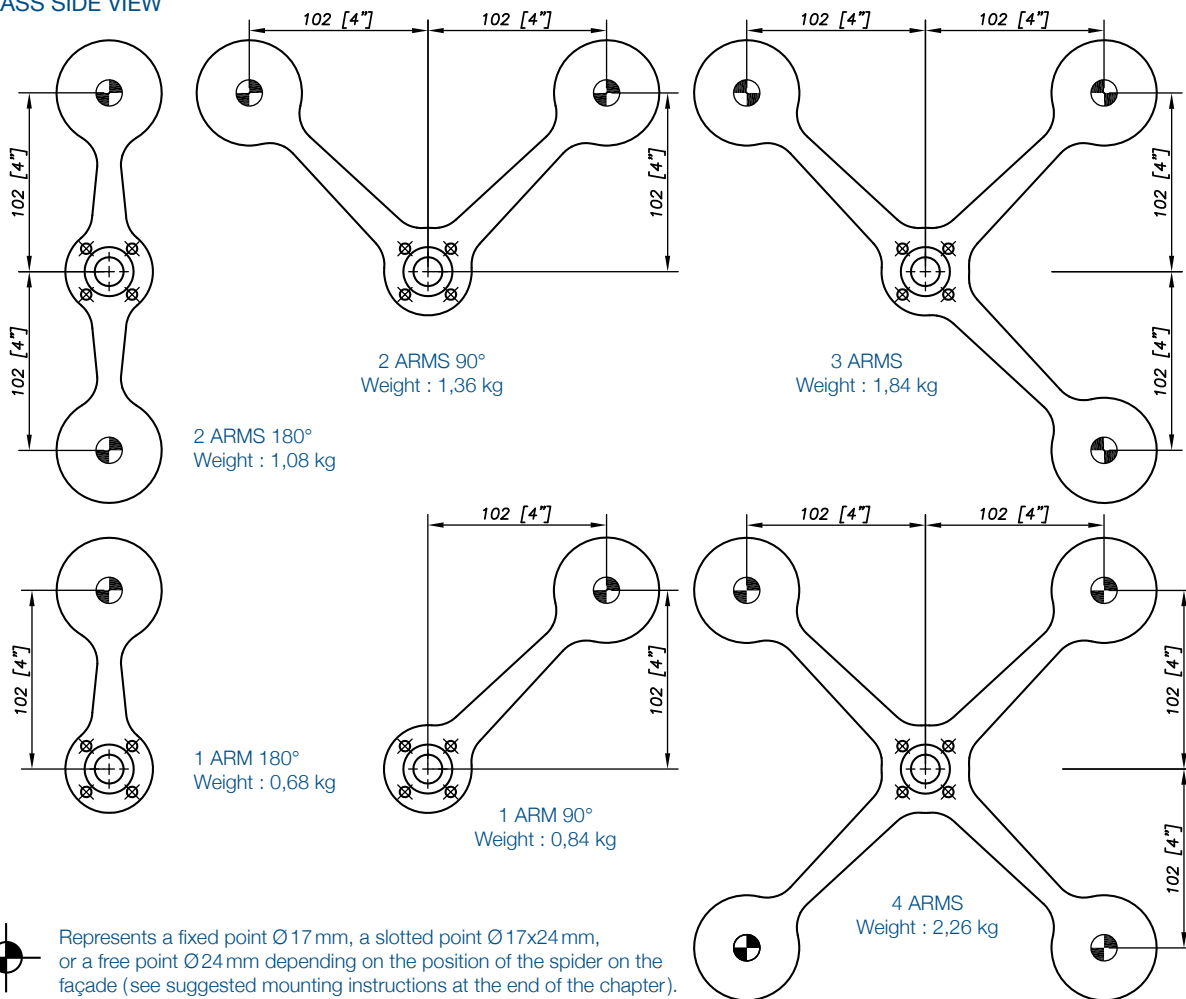 ASS SIDE VIEW
102 [4"]
102 [4"]
102 [4"]
102 [4"]
102 [4"]
102 [4"]
102 [4"]
102 [4"]
102 [4"]
2 ARMS 90°
Weight : 1,36 kg
3 ARMS
Weight : 1,84 kg
2 ARMS 180°
Weight : 1,08 kg
102 [4"]
102 [4"]
102 [4"]
102 [4"]
102 [4"]
102 [4"]
102 [4"]
1 ARM 180°
Weight : 0,68 kg
1 ARM 90°
Weight : 0,84 kg
4 ARMS
Weight : 2,26 kg
Represents a fixed point Ø 17 mm, a slotted point Ø 17x24 mm,
or a free point Ø 24 mm depending on the position of the spider on the
façade (see suggested mounting instructions at the end of the chapter).